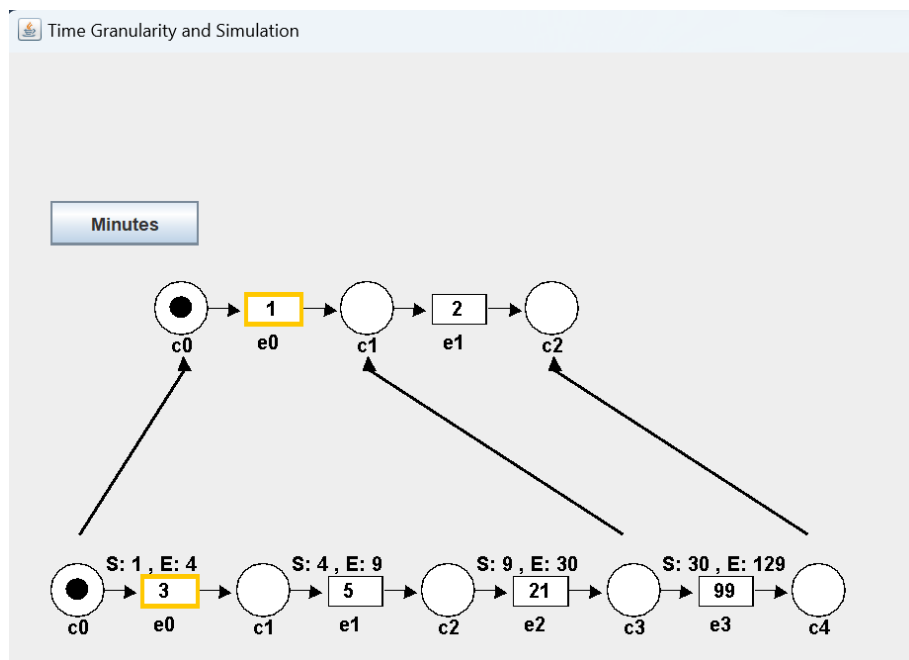 Time Granularity and Simulation
Minutes
1 2
c0 e0 c1 e1 c2
S: 1 , E: 4 S: 4 , E: 9 S: 9 , E: 30 S: 30 , E: 129
3 5 21 99
c0 e0 c1 e1 c2 e2 c3 e3 c4